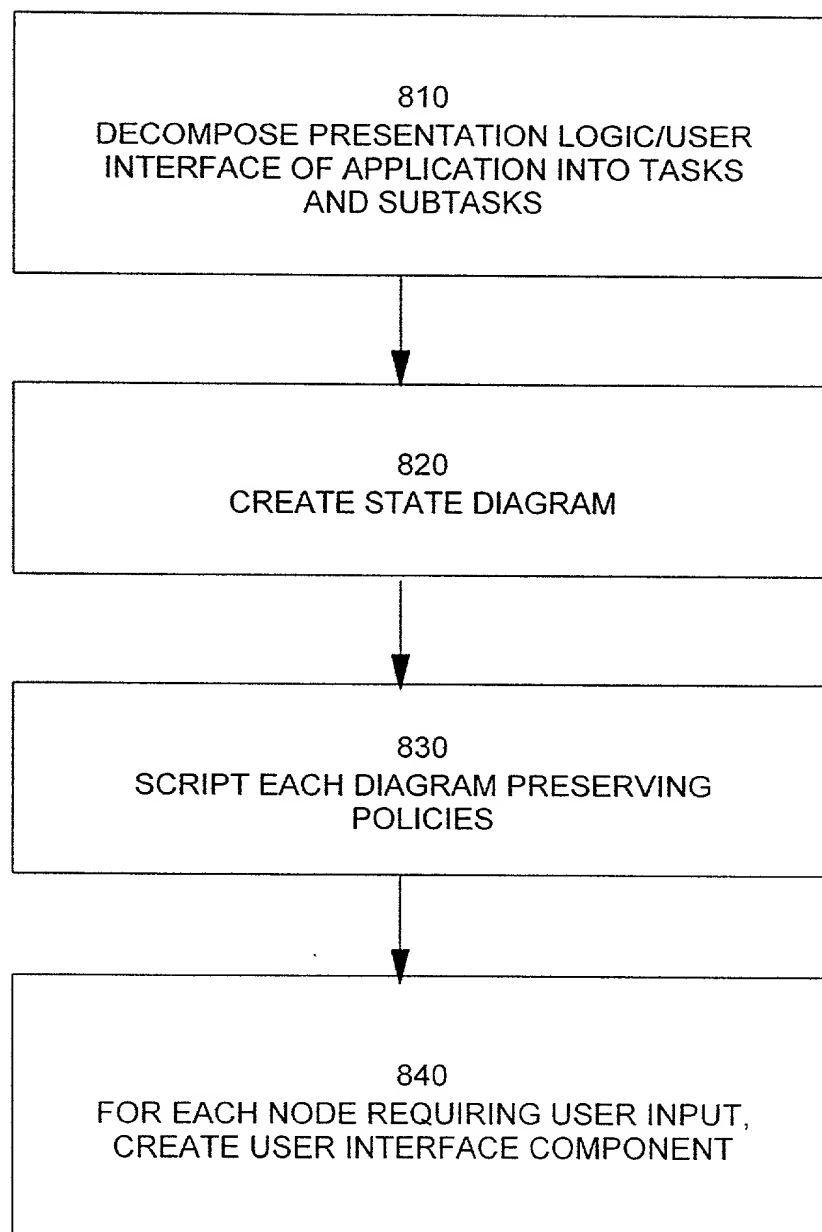 810
DECOMPOSE PRESENTATION LOGIC/USER
INTERFACE OF APPLICATION INTO TASKS
AND SUBTASKS
820
CREATE STATE DIAGRAM
830
SCRIPT EACH DIAGRAM PRESERVING
POLICIES
840
FOR EACH NODE REQUIRING USER INPUT,
CREATE USER INTERFACE COMPONENT